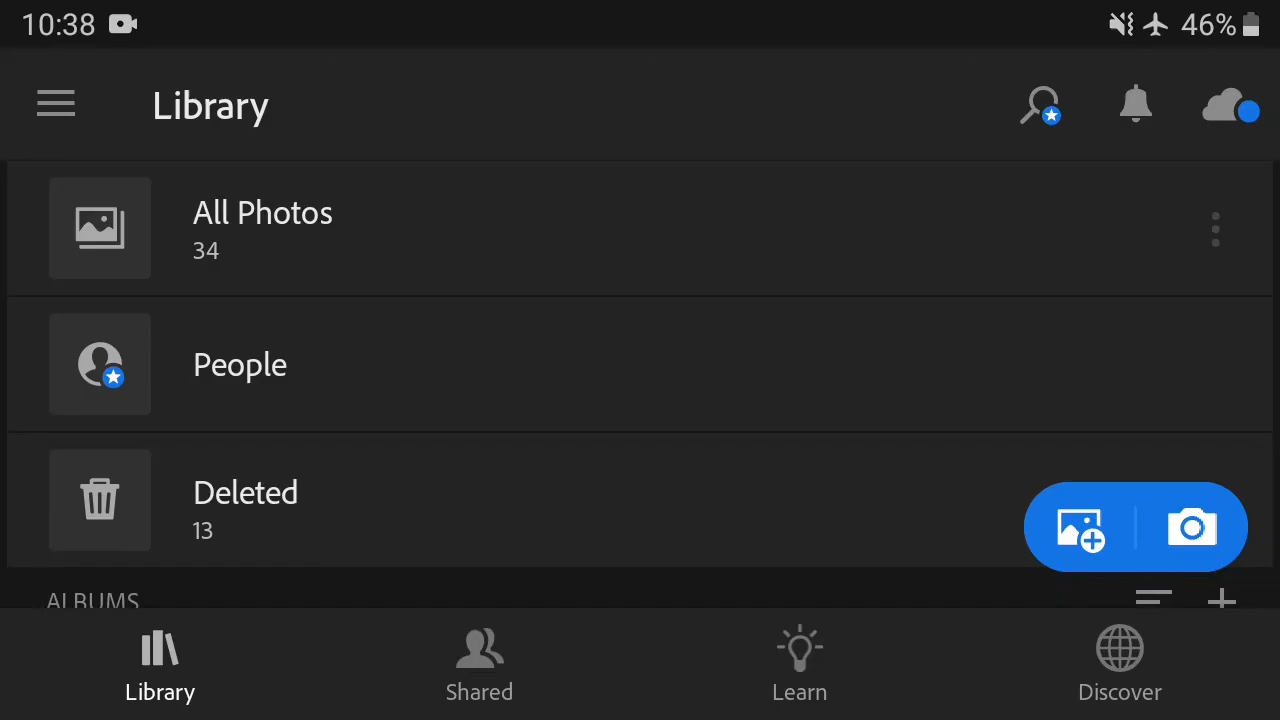 10:38
46%
Library
All Photos
34
People
Deleted
13
ALBUMS
Library
Shared
Learn
Discover